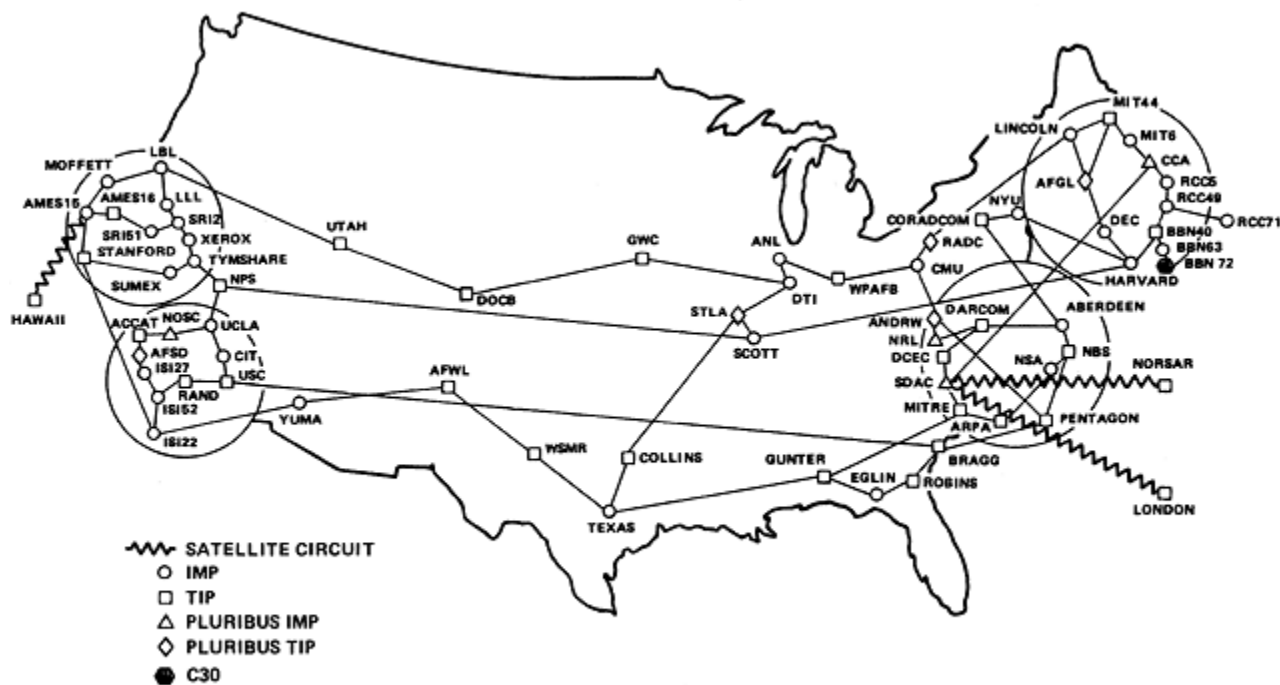 MIT44
LINCOLN
MIT6
CCA
LBL
MOFFETT
AFGL
RCC5
AMES16
LLL
RCC49
AMES15
NYU
SRI2
CORADCOM
DEC
RCC71
SRI51
XEROX
UTAH
GWC
ANL
RADC
BBN40
STANFORD
TYMSHARE
BBN63
SUMEX
NPS
CMU
BBN 72
WPAFB
HARVARD
DOCB
DTI
HAWAII
ACCAT
NOSC
UCLA
STLA
ANDRW
DARCOM
ABERDEEN
NRL
SCOTT
AFSD
CIT
DCEC
NSA
NBS
ISI27
AFWL
NORSAR
RAND
USC
SDAC
ISI52
YUMA
MITRE
ARPA
PENTAGON
ISI22
WSMR
COLLINS
GUNTER
BRAGG
EGLIN
ROBINS
TEXAS
LONDON
SATELLITE CIRCUIT
IMP
TIP
PLURIBUS IMP
PLURIBUS TIP
C30